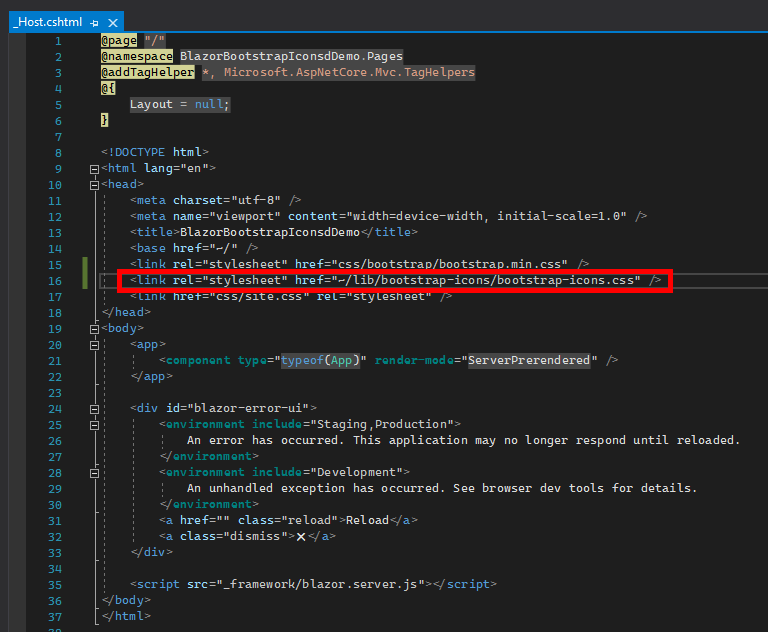 _Host.cshtml
1 @page "/"
2 @namespace BlazorBootstrapIconsdDemo.Pages
3 @addTagHelper *, Microsoft.AspNetCore.Mvc.TagHelpers
4 @{
5 Layout = null;
6 }
7
8 <!DOCTYPE html>
9 <html lang="en">
10 <head>
11 <meta charset="utf-8" />
12 <meta name="viewport" content="width=device-width, initial-scale=1.0" />
13 <title>BlazorBootstrapIconsdDemo</title>
14 <base href="~/" />
15 <link rel="stylesheet" href="css/bootstrap/bootstrap.min.css" />
16 <link rel="stylesheet" href="~/lib/bootstrap-icons/bootstrap-icons.css" />
17 <link href="css/site.css" rel="stylesheet" />
18 </head>
19 <body>
20 <app>
21 <component type="typeof(App)" render-mode="ServerPrerendered" />
22 </app>
23
24 <div id="blazor-error-ui">
25 <environment include="Staging,Production">
26 An error has occurred. This application may no longer respond until reloaded.
27 </environment>
28 <environment include="Development">
29 An unhandled exception has occurred. See browser dev tools for details.
30 </environment>
31 <a href="" class="reload">Reload</a>
32 <a class="dismiss">🗙</a>
33 </div>
34
35 <script src="_framework/blazor.server.js"></script>
36 </body>
37 </html>
38